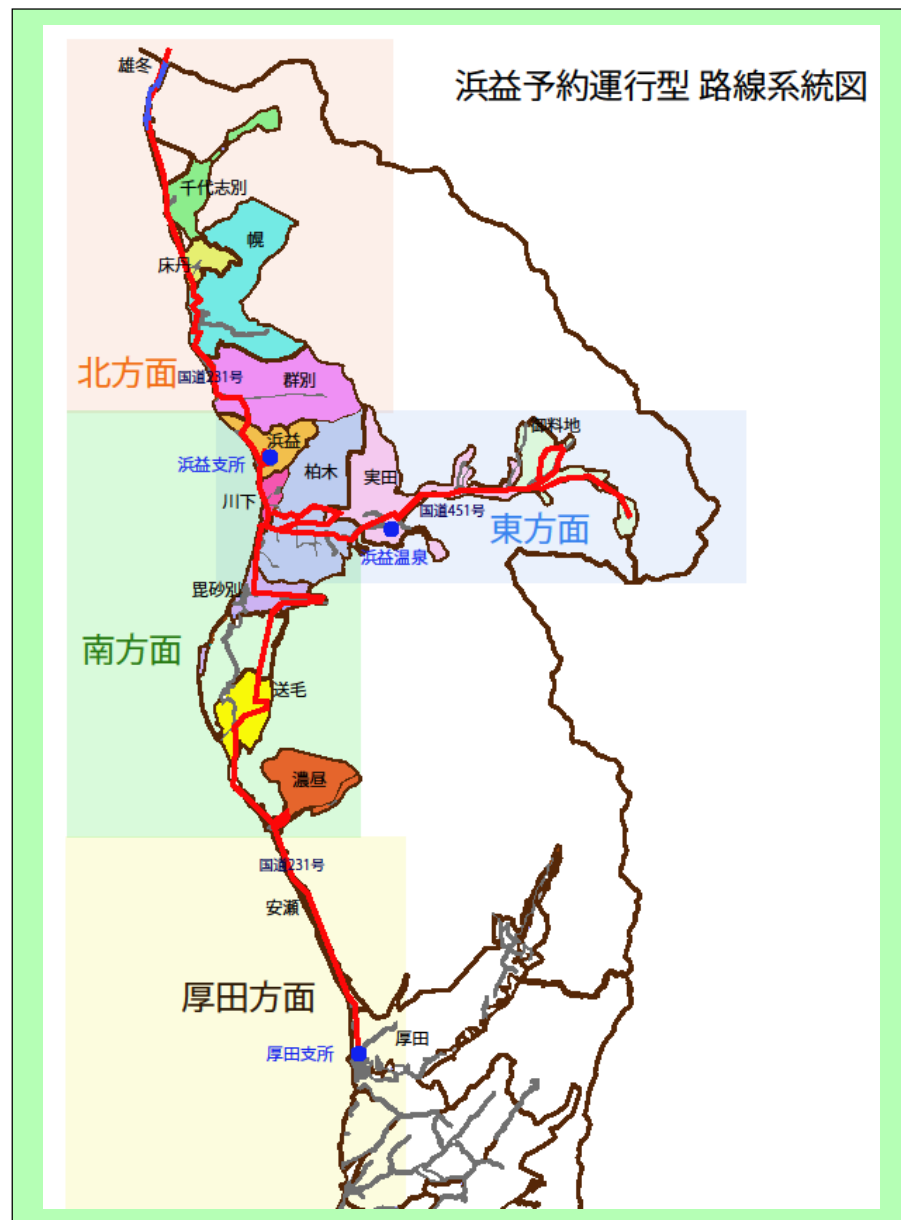 雄冬
浜益予約運行型 路線系統図
千代志別
幌
床丹
北方面
国道231号
群別
御料地
浜益
浜益支所
柏木
実田
川下
国道451号
東方面
浜益温泉
毘砂別
南方面
送毛
濃昼
国道231号
安瀬
厚田方面
厚田
厚田支所